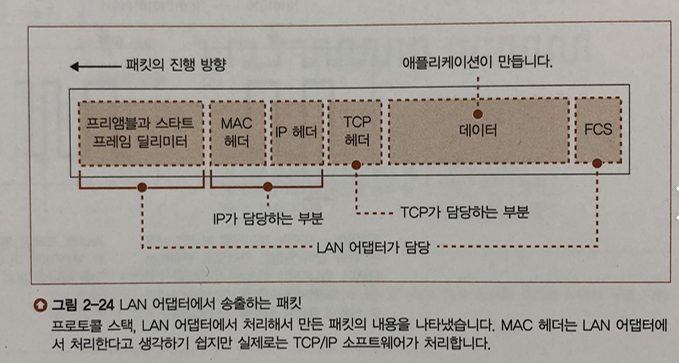 패킷의 진행 방향
애플리케이션이 만듭니다.
프리앰블과 스타트
프레임 딜리미터
MAC
헤더
IP 헤더
TCP
헤더
데이터
FCS
IP가 담당하는 부분
TCP가 담당하는 부분
LAN 어댑터가 담당
그림 2-24 LAN 어댑터에서 송출하는 패킷
프로토콜 스택, LAN 어댑터에서 처리해서 만든 패킷의 내용을 나타냈습니다. MAC 헤더는 LAN 어댑터에
서 처리한다고 생각하기 쉽지만 실제로는 TCP/IP 소프트웨어가 처리합니다.